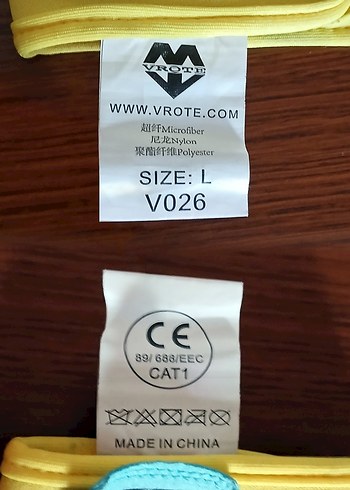 VROTE
WWW.VROTE.COM
超纤Microfiber
尼龙Nylon
聚酯纤维Polyester
SIZE: L
V026
CE
89/ 686/EEC
CAT1
MADE IN CHINA